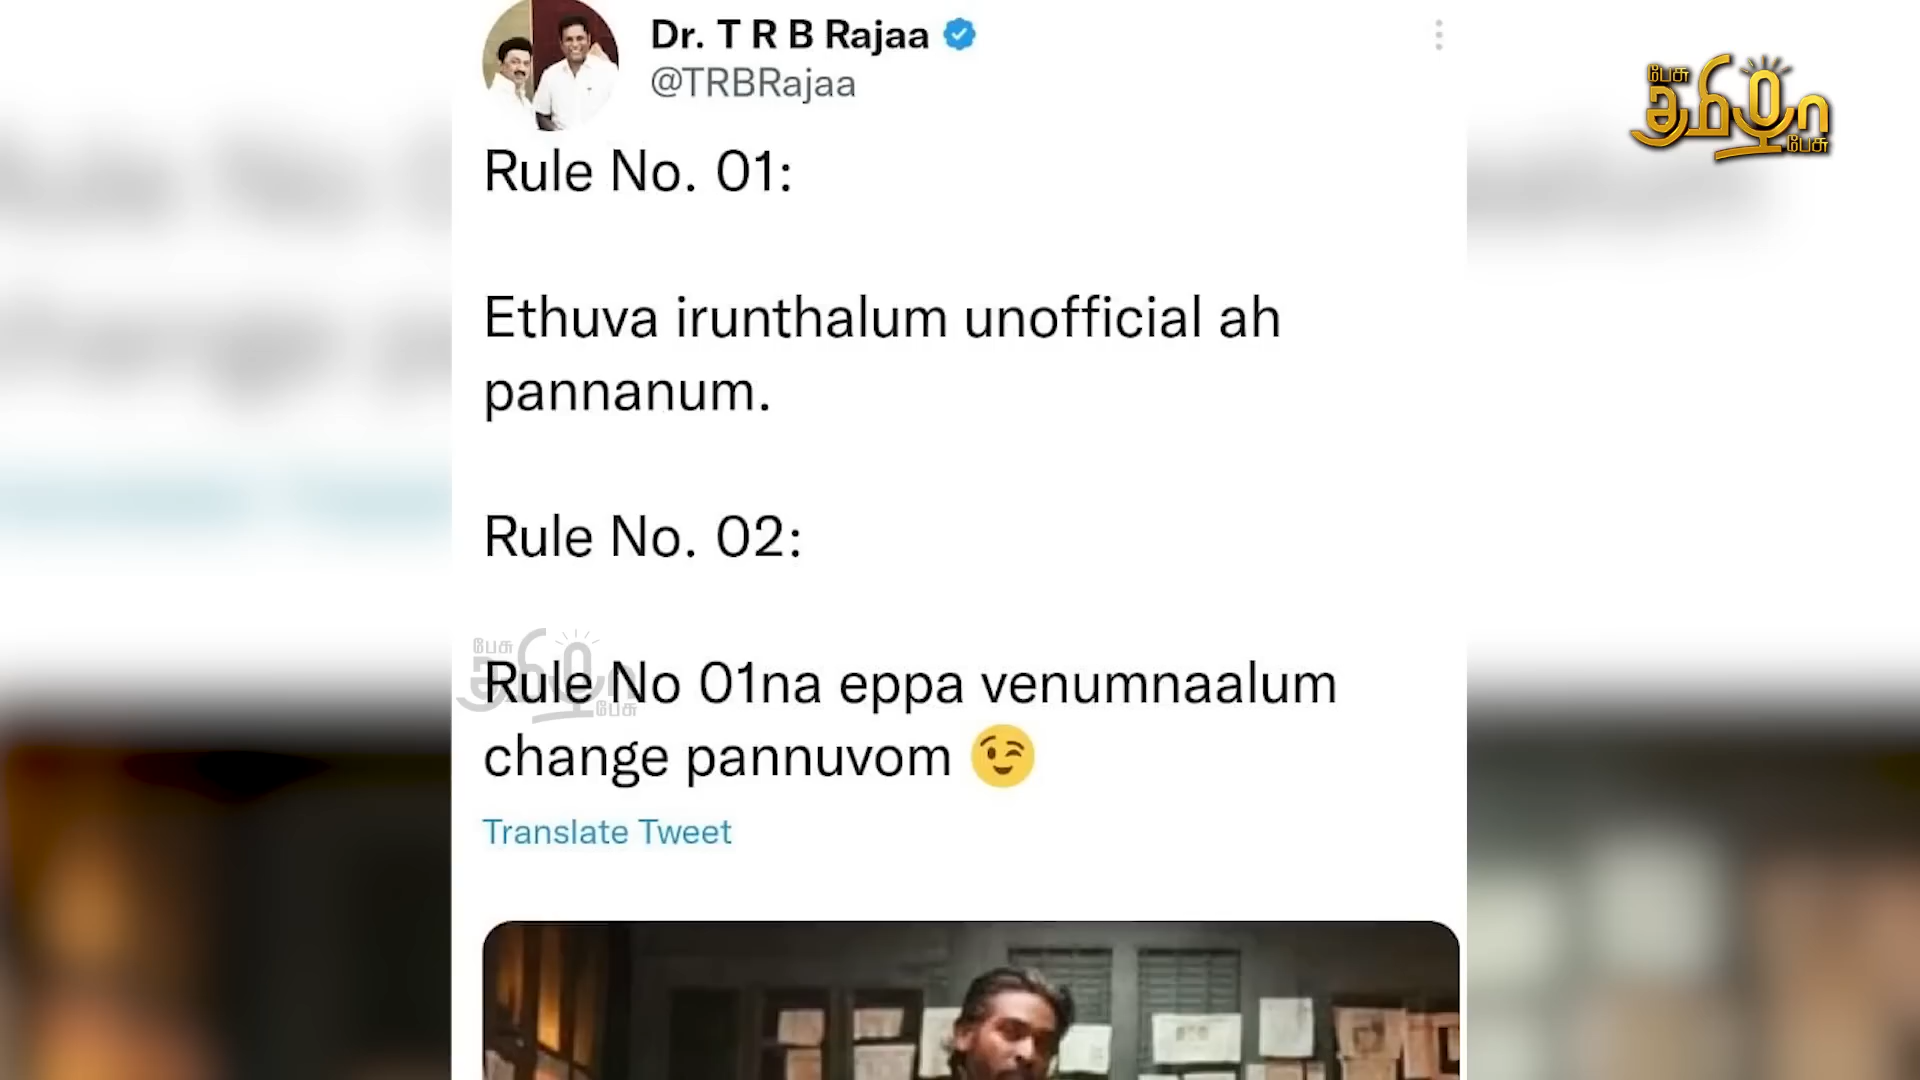 Dr. T R B Rajaa
@TRBRajaa
பேசு
தமிழா
பேசு
Rule No. 01:
Ethuva irunthalum unofficial ah
pannanum.
Rule No. 02:
பேசு
தமிழா
பேசு
Rule No 01na eppa venumnaalum
change pannuvom 😉
Translate Tweet